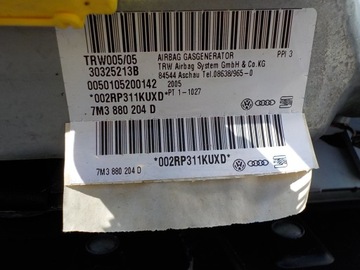 TRW005/05 AIRBAG GASGENERATOR PPI 3
30325213B TRW Airbag System GmbH & Co.KG
84544 Aschau Tel.08638/965-0
0050105200142 2005
*002RP311KUXD* PT 1-1027
7M3 880 204 D
*002RP311KUXD*
7M3 880 204 D